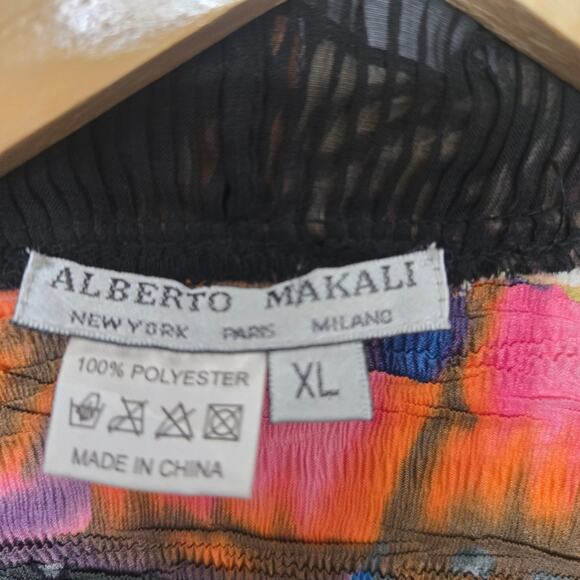 ALBERTO MAKALI
NEW YORK PARIS MILANO
100% POLYESTER
XL
MADE IN CHINA